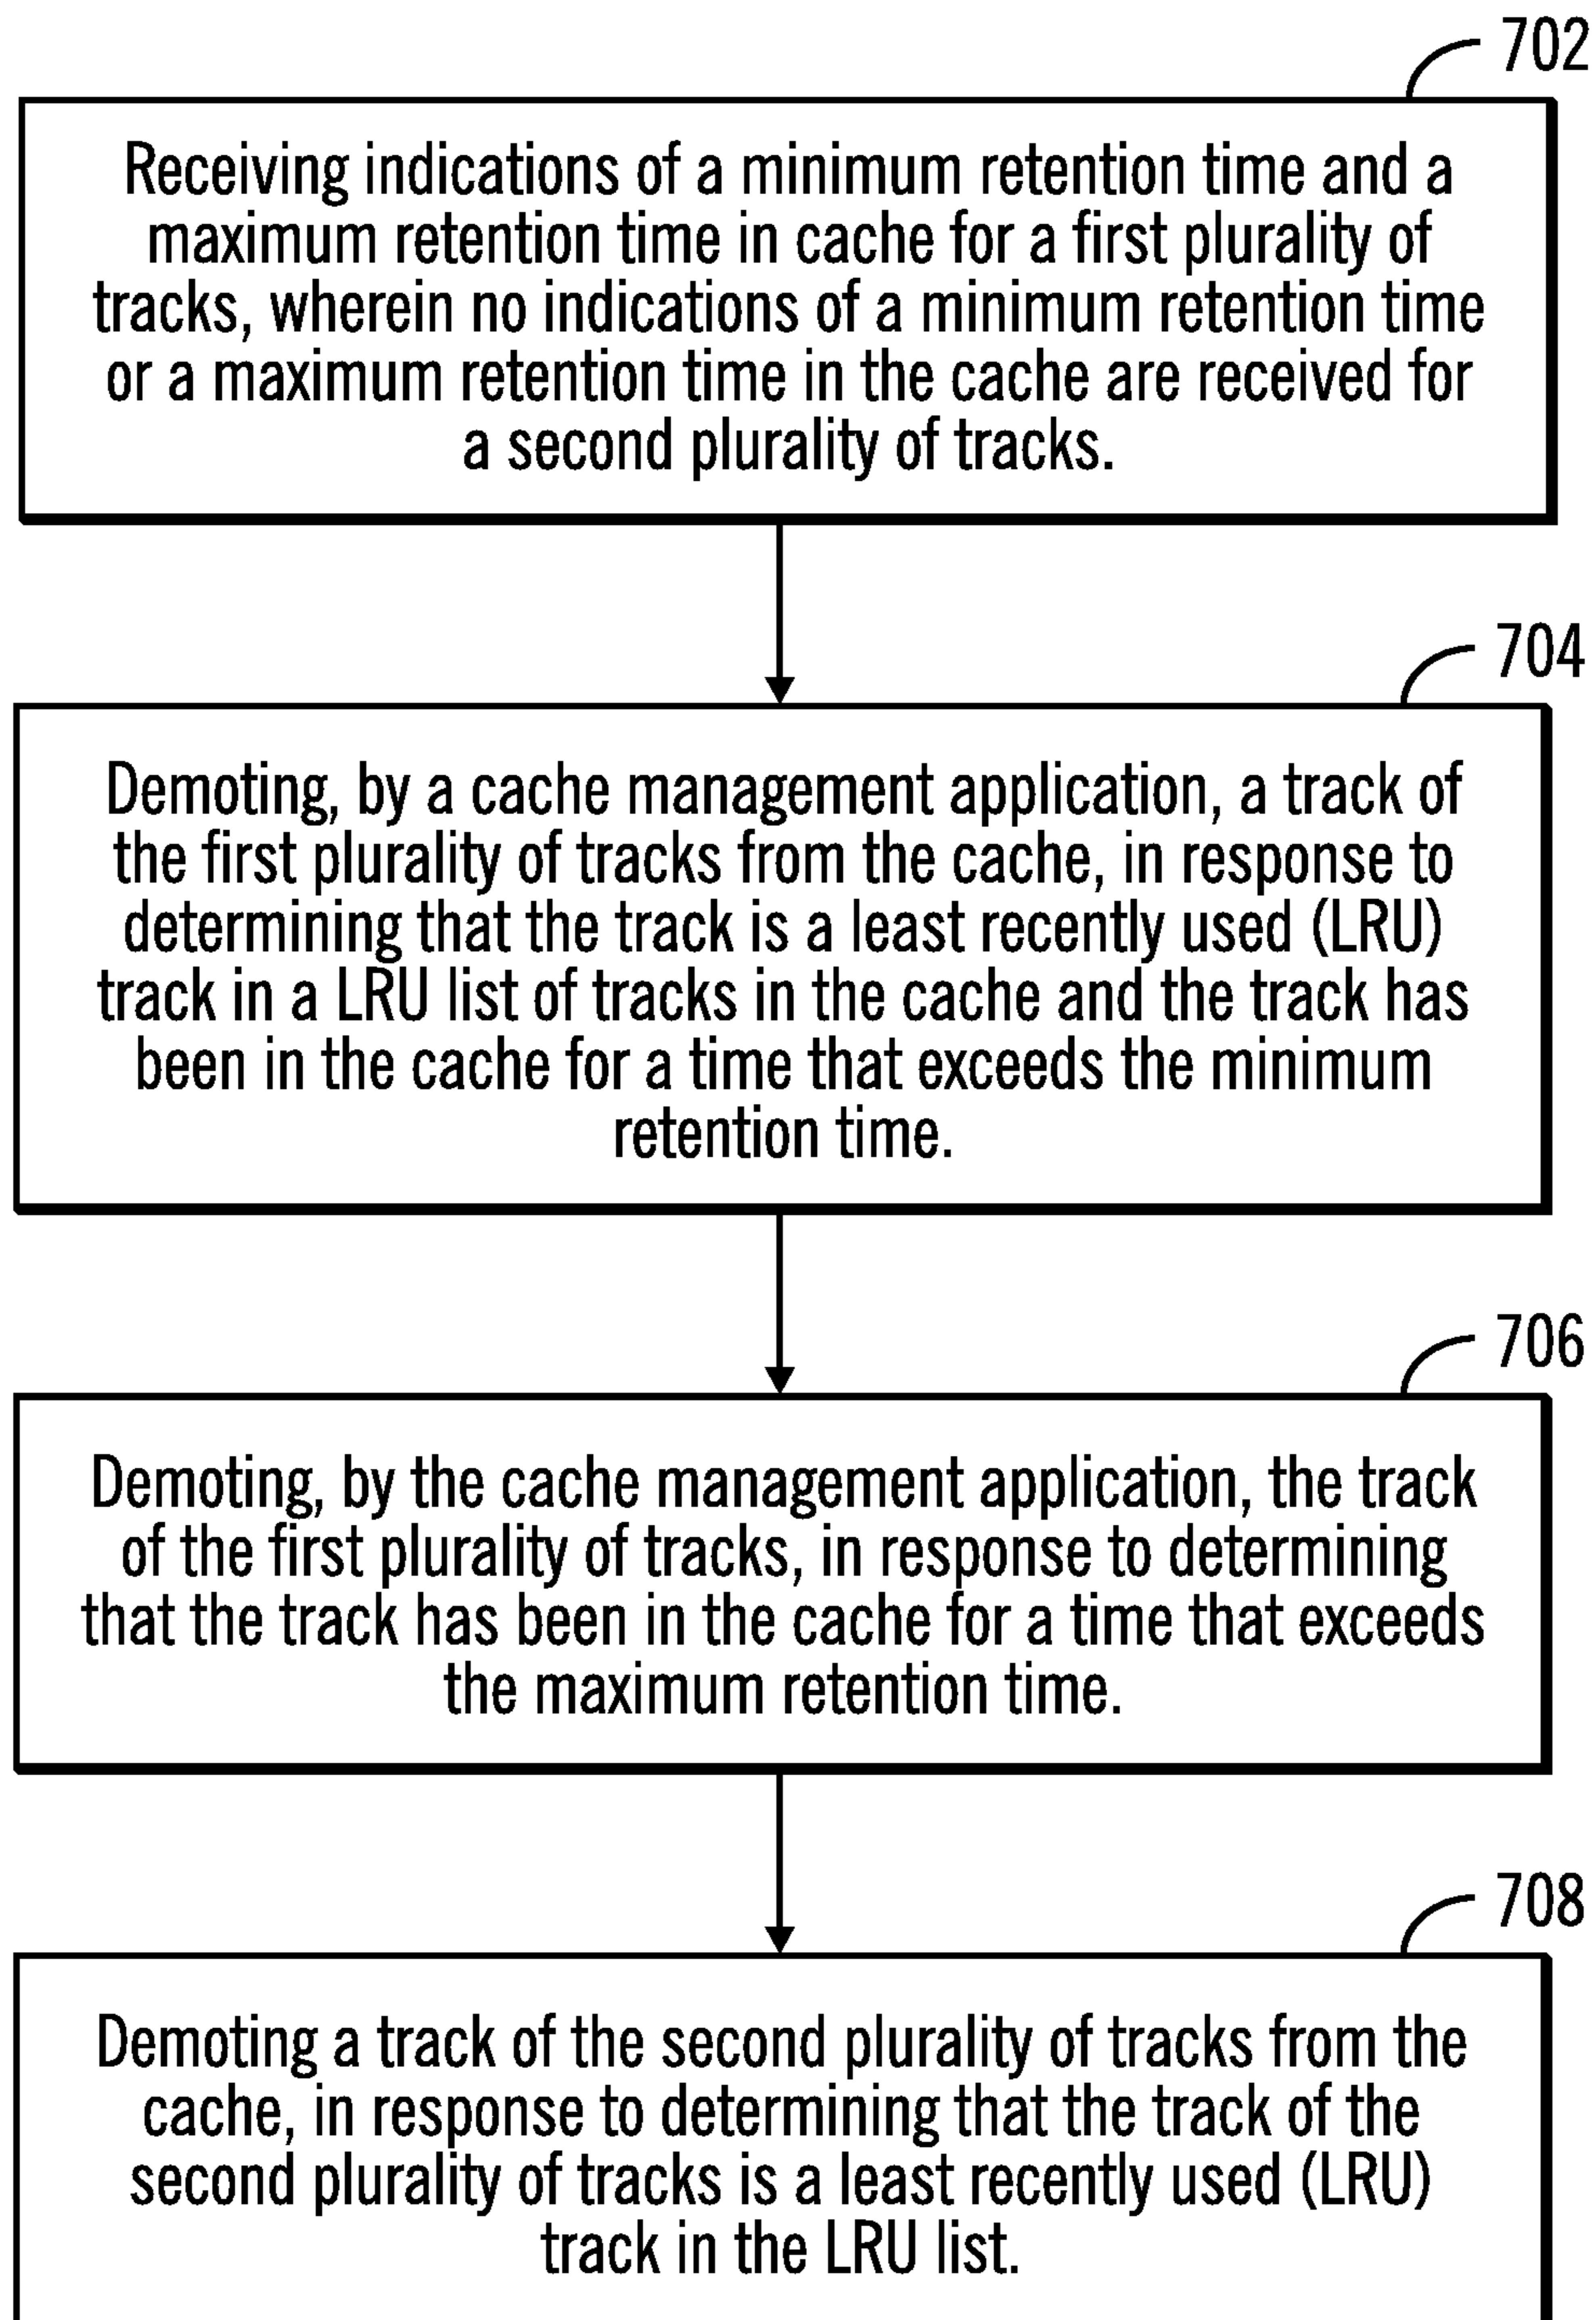 702
Receiving indications of a minimum retention time and a
maximum retention time in cache for a first plurality of
tracks, wherein no indications of a minimum retention time
or a maximum retention time in the cache are received for
a second plurality of tracks.
704
Demoting, by a cache management application, a track of
the first plurality of tracks from the cache, in response to
determining that the track is a least recently used (LRU)
track in a LRU list of tracks in the cache and the track has
been in the cache for a time that exceeds the minimum
retention time.
706
Demoting, by the cache management application, the track
of the first plurality of tracks, in response to determining
that the track has been in the cache for a time that exceeds
the maximum retention time.
708
Demoting a track of the second plurality of tracks from the
cache, in response to determining that the track of the
second plurality of tracks is a least recently used (LRU)
track in the LRU list.